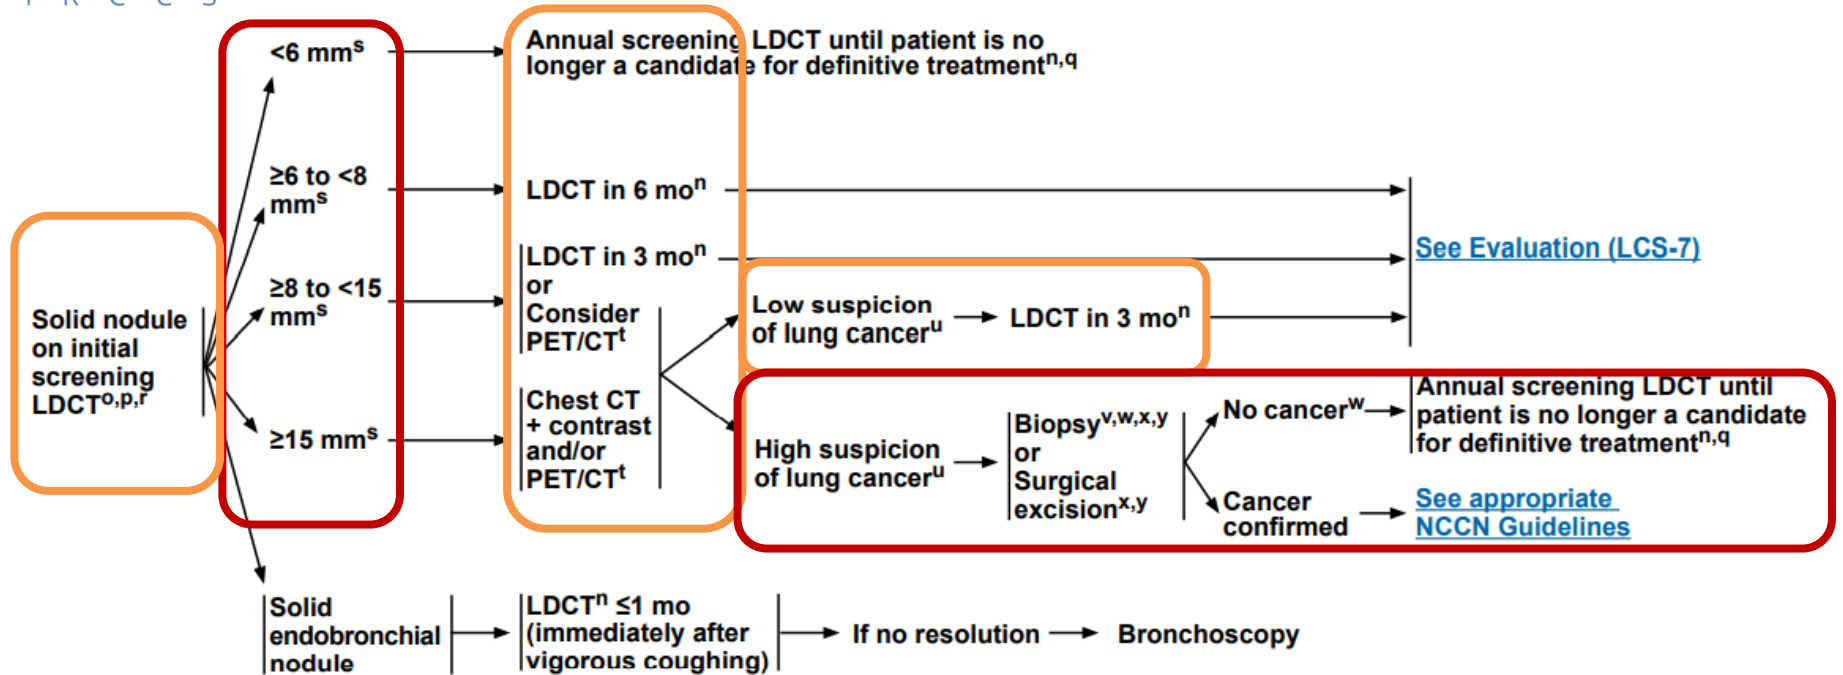 <6 mms
Annual screening LDCT until patient is no
longer a candidate for definitive treatmentn,q
≥6 to <8
mms
LDCT in 6 mon
≥8 to <15
mms
LDCT in 3 mon
or
Consider
PET/CTt
See Evaluation (LCS-7)
Solid nodule
on initial
screening
LDCTo,p,r
Low suspicion
of lung canceru
LDCT in 3 mon
≥15 mms
Chest CT
+ contrast
and/or
PET/CTt
High suspicion
of lung canceru
Biopsyv,w,x,y
or
Surgical
excisionx,y
No cancerw
Annual screening LDCT until
patient is no longer a candidate
for definitive treatmentn,q
Cancer
confirmed
See appropriate
NCCN Guidelines
Solid
endobronchial
nodule
LDCTn ≤1 mo
(immediately after
vigorous coughing)
If no resolution
Bronchoscopy